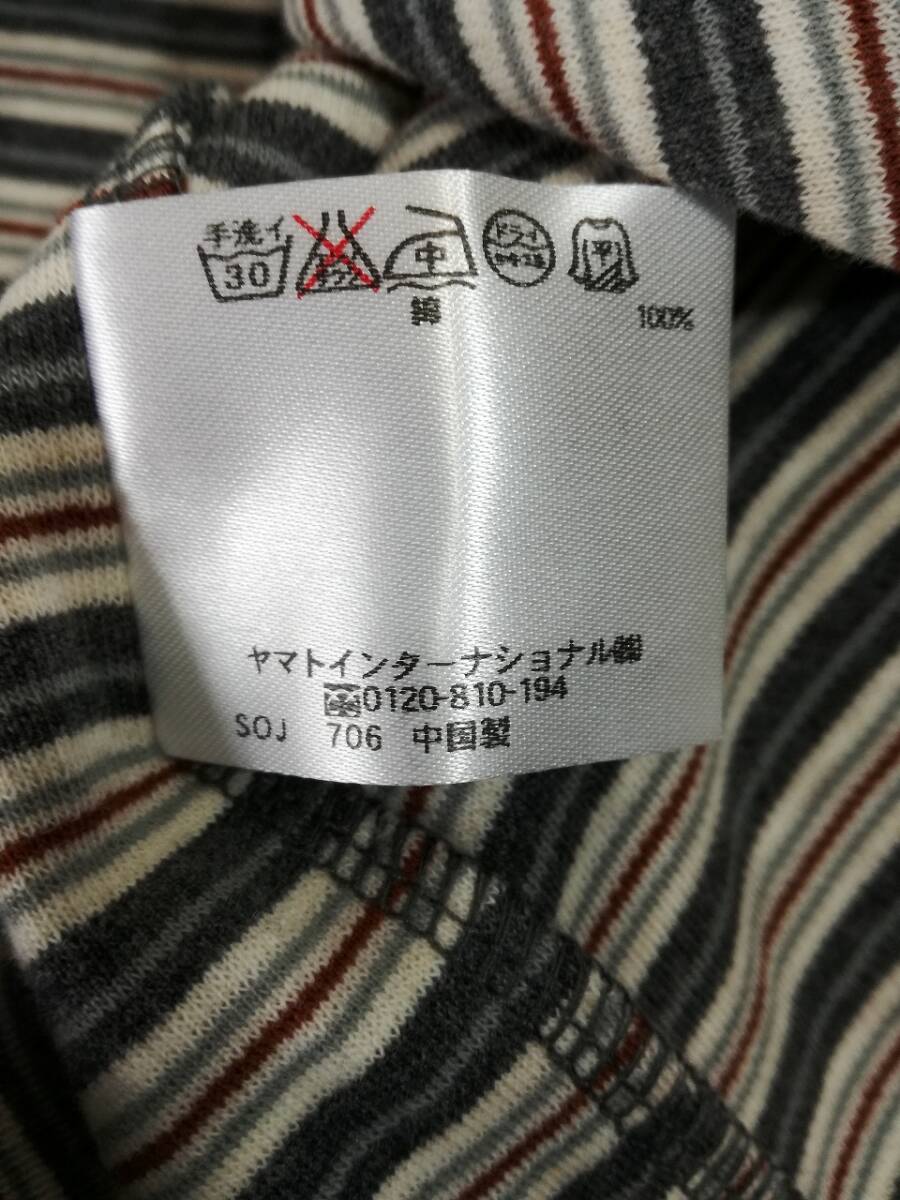 手洗イ
30
中
ドライ
平
綿 100%
ヤマトインターナショナル㈱
0120-810-194
SOJ 706 中国製